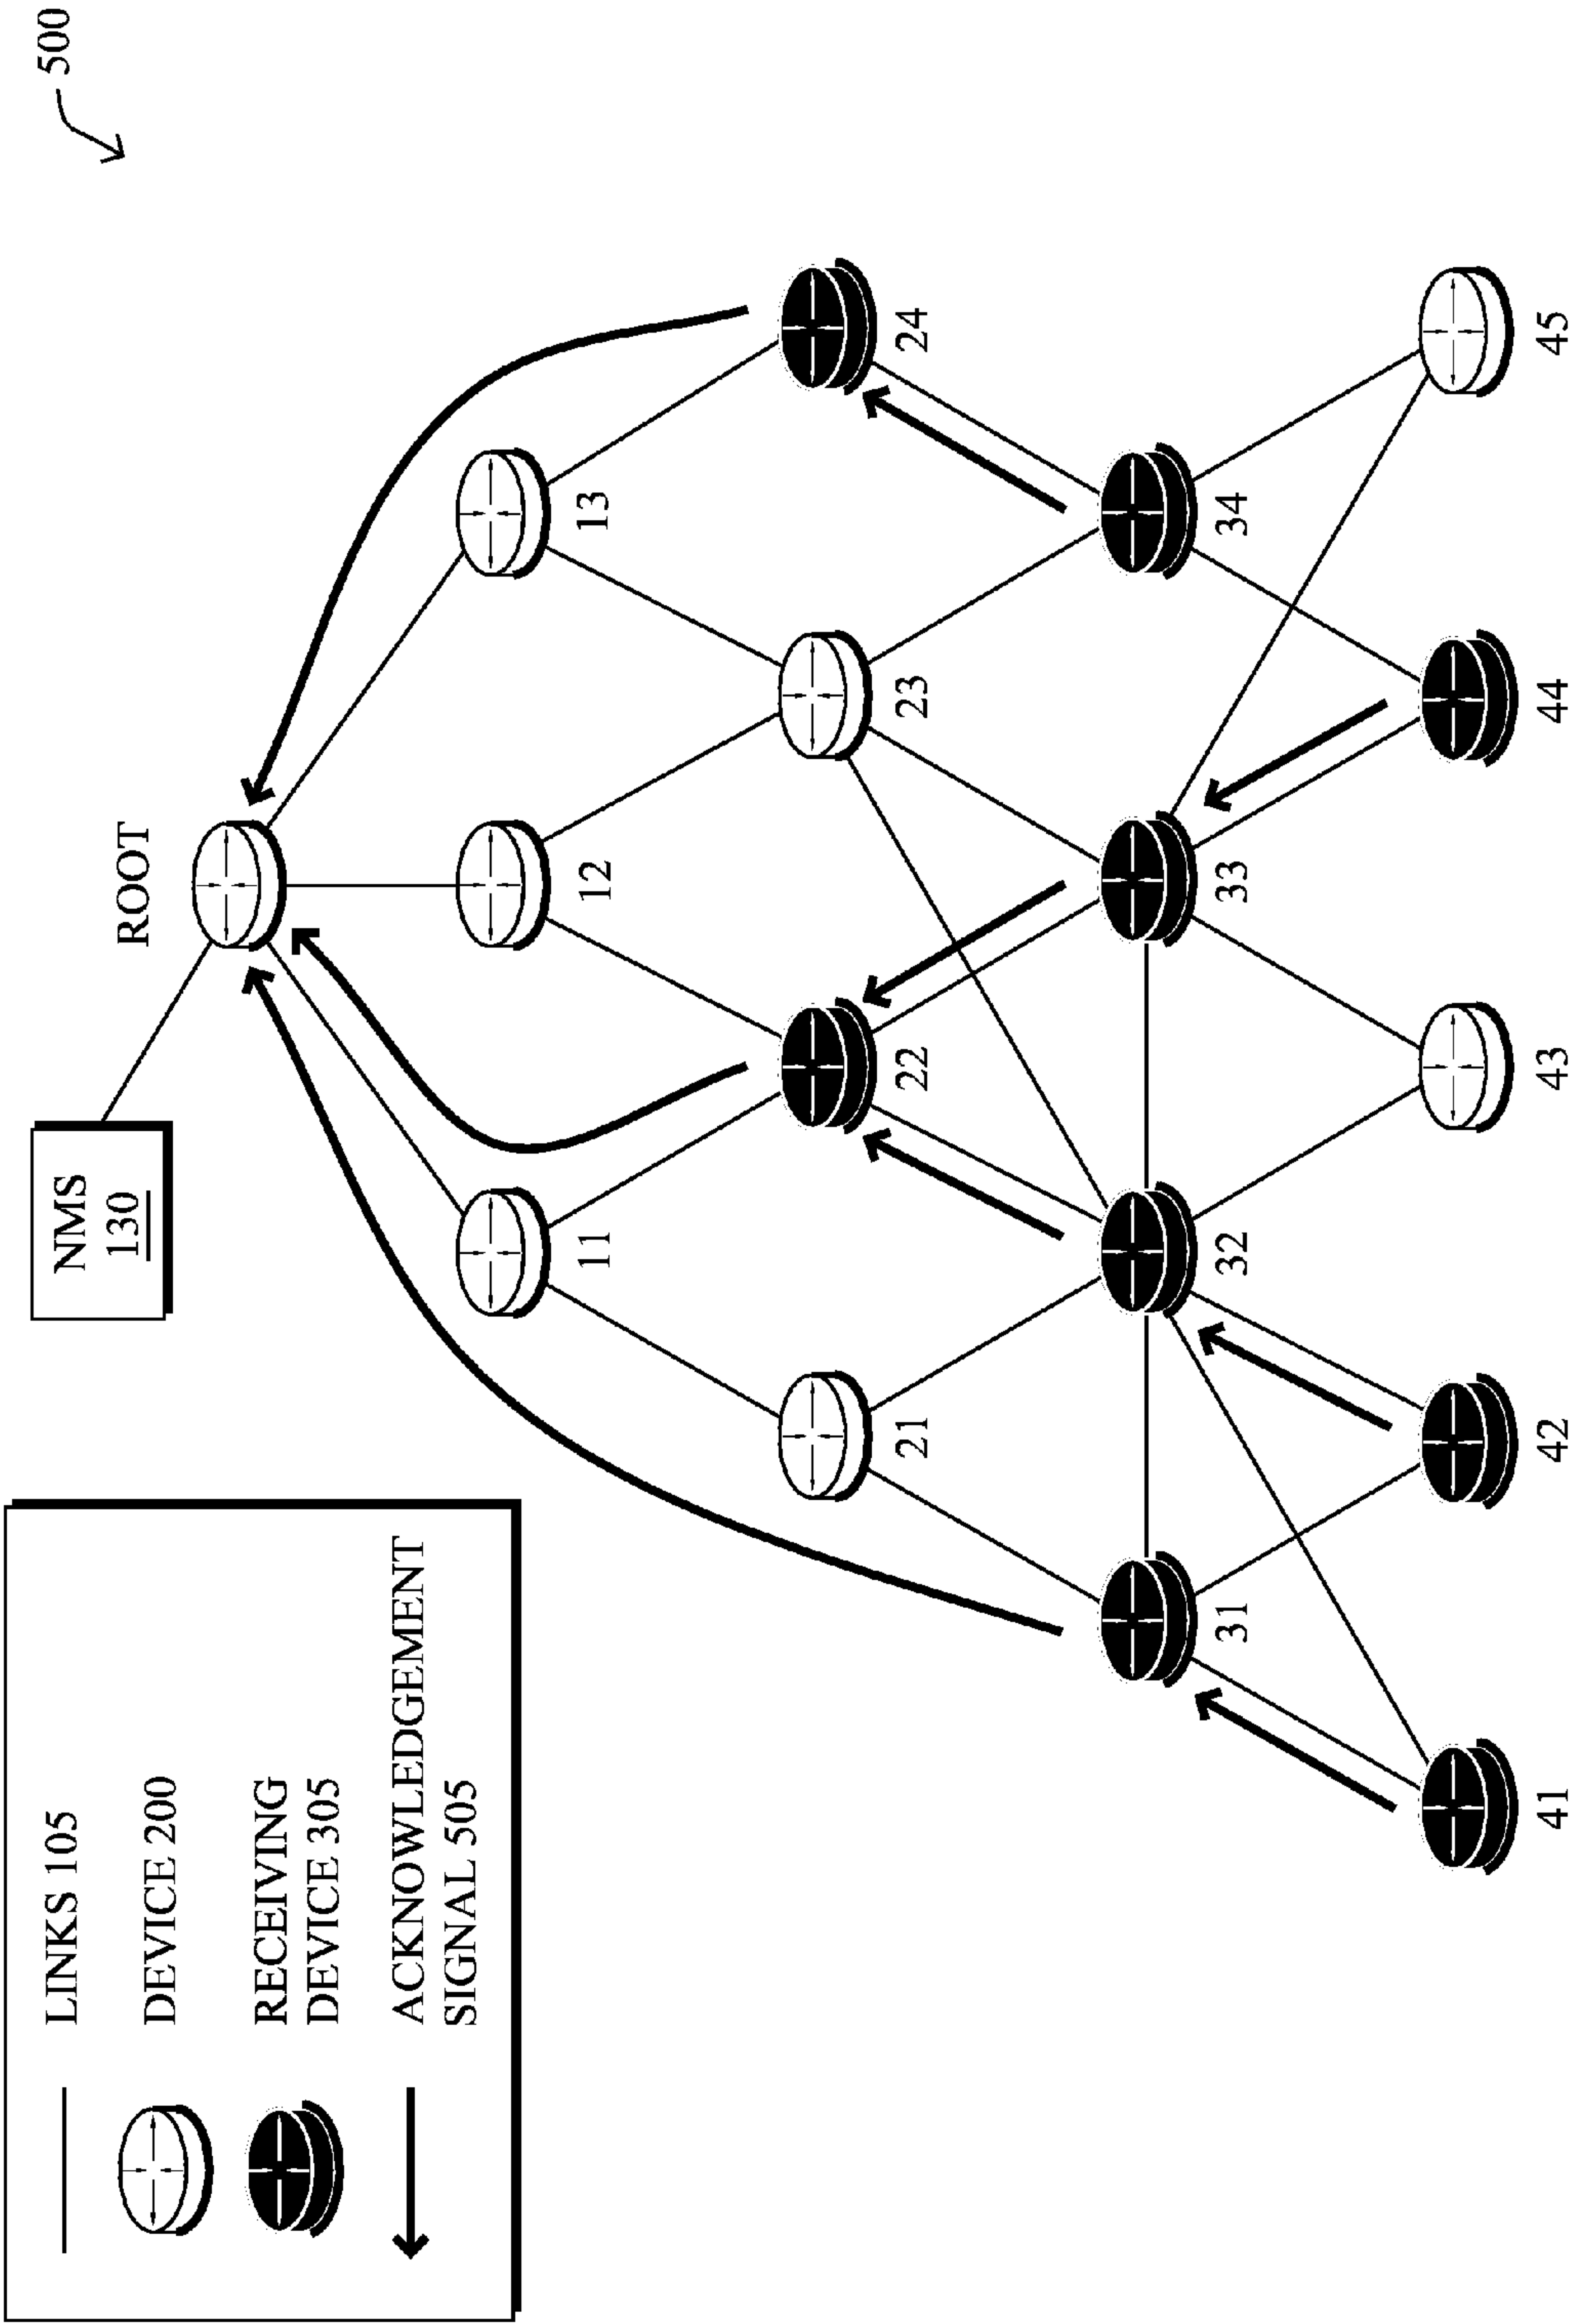 500
NMS
130
ROOT
LINKS 105
DEVICE 200
RECEIVING
DEVICE 305
ACKNOWLEDGEMENT
SIGNAL 505
11
12
13
21
22
23
24
31
32
33
34
41
42
43
44
45